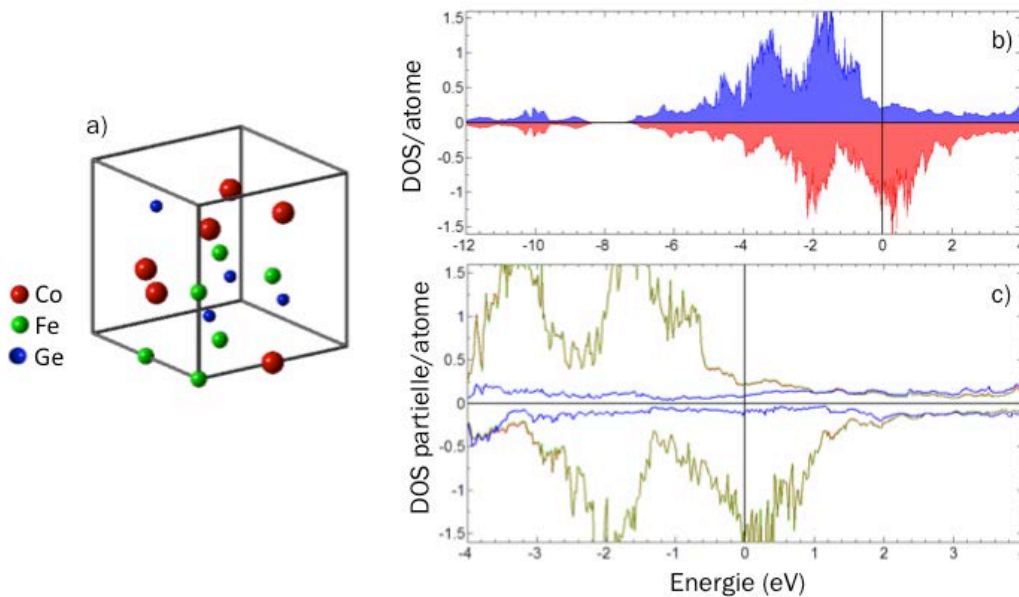 a)
Co
Fe
Ge
b)
DOS/atome
1.5
1
0.5
0
-0.5
-1
-1.5
-12 -10 -8 -6 -4 -2 0 2 4
c)
DOS partielle/atome
1.5
1
0.5
0
-0.5
-1
-1.5
-4 -3 -2 -1 0 1 2 3
Energie (eV)